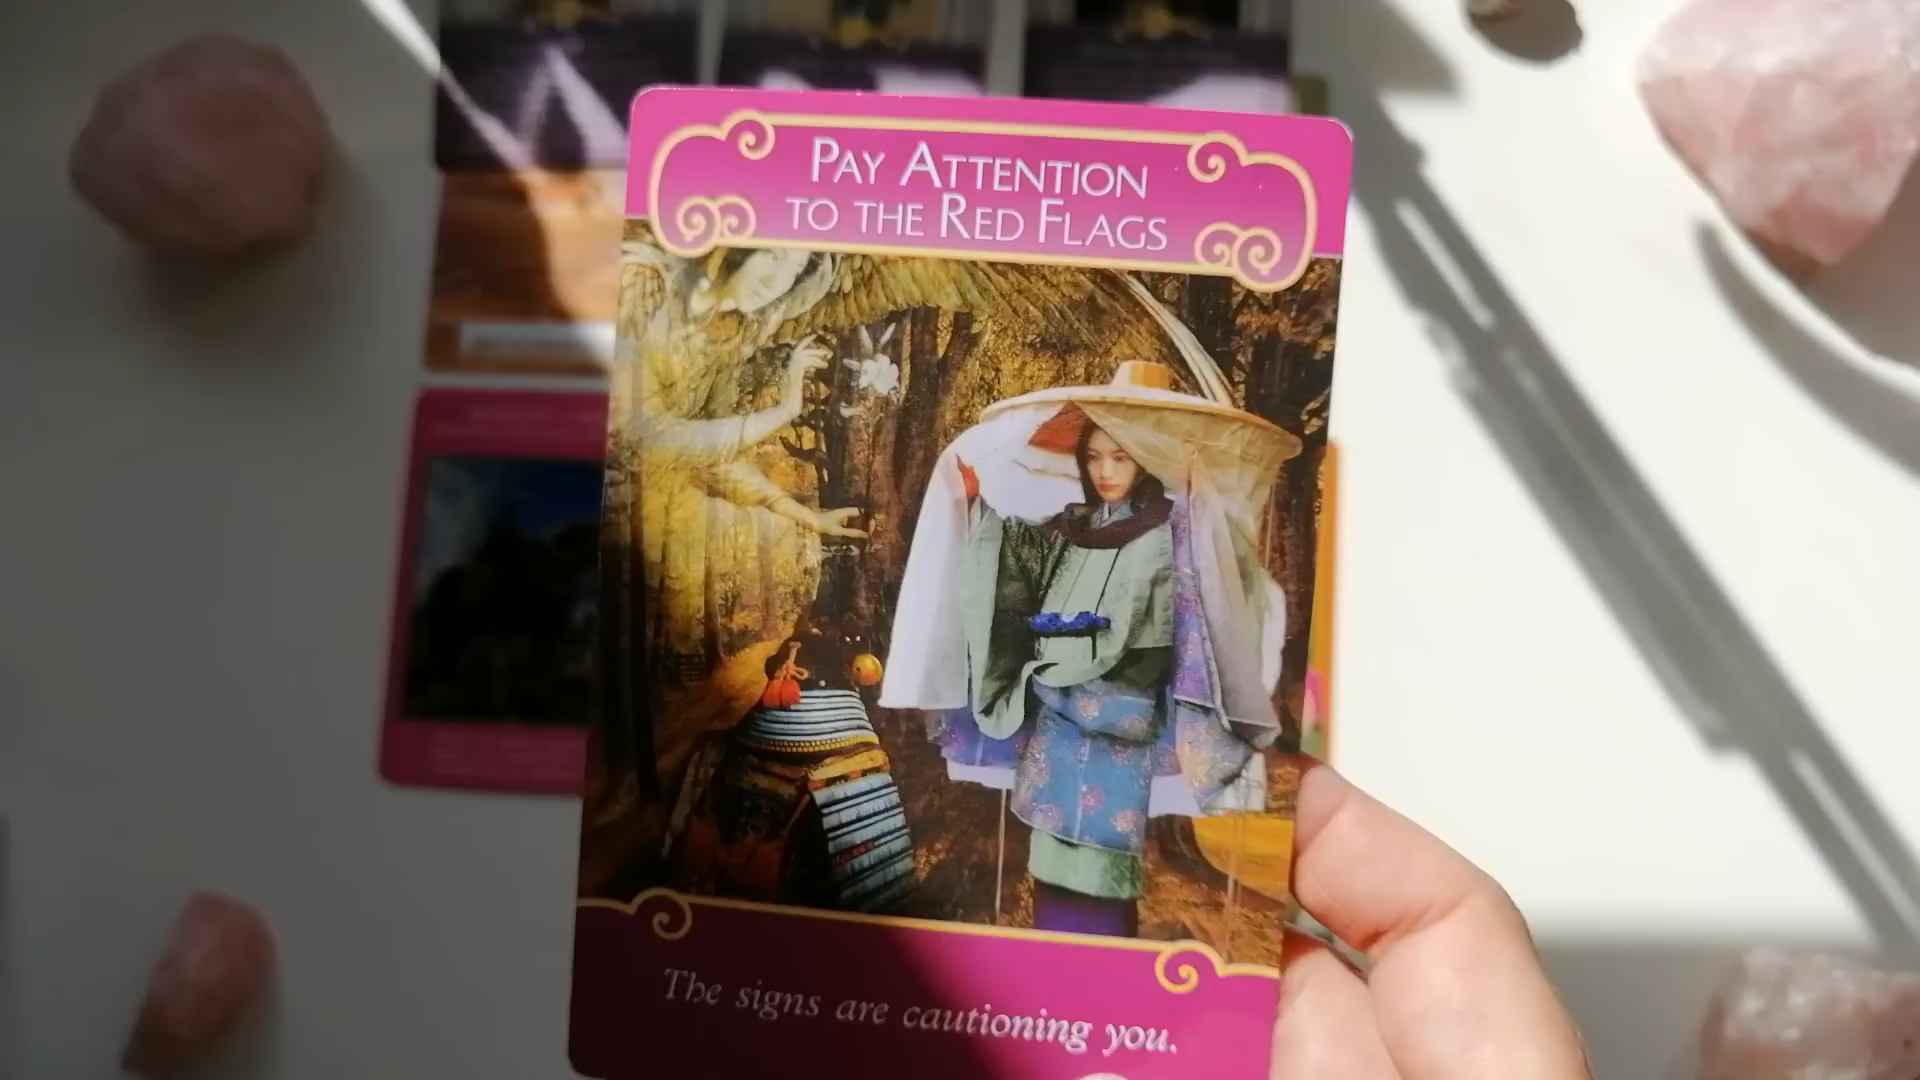 PAY ATTENTION
TO THE RED FLAGS
The signs are cautioning you.